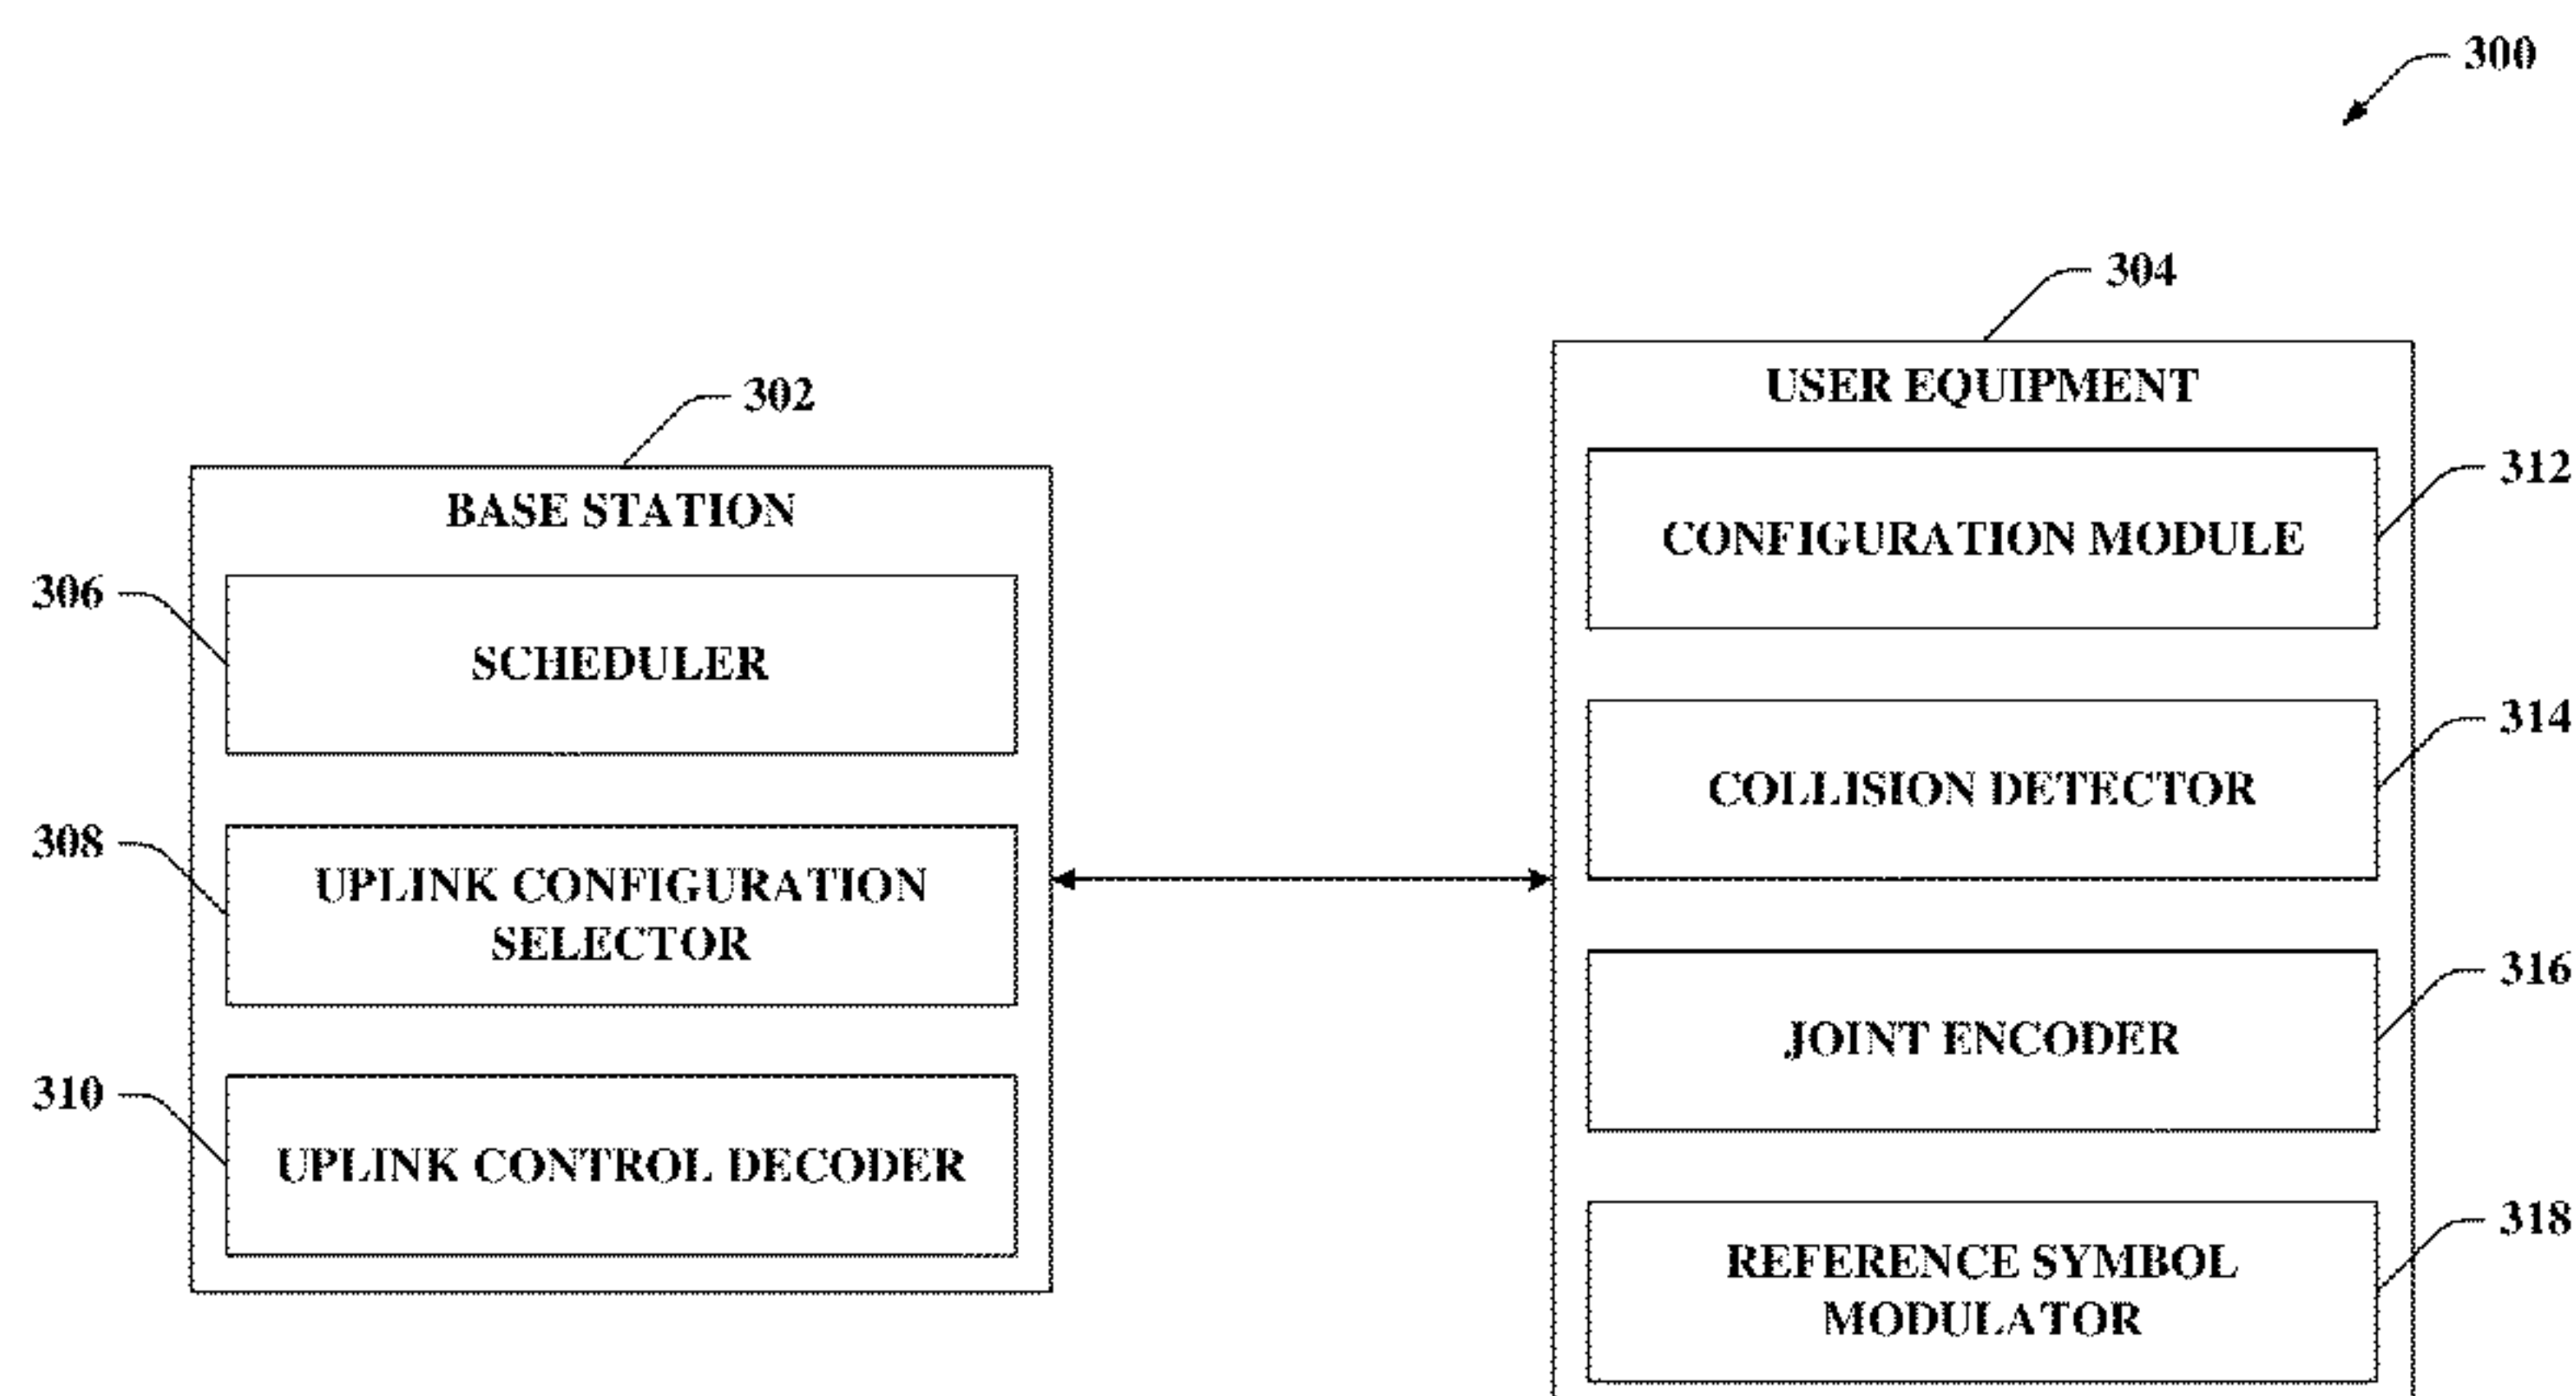 300
304
USER EQUIPMENT
302
BASE STATION
312
CONFIGURATION MODULE
306
SCHEDULER
314
COLLISION DETECTOR
308
UPLINK CONFIGURATION
SELECTOR
316
JOINT ENCODER
310
UPLINK CONTROL DECODER
318
REFERENCE SYMBOL
MODULATOR